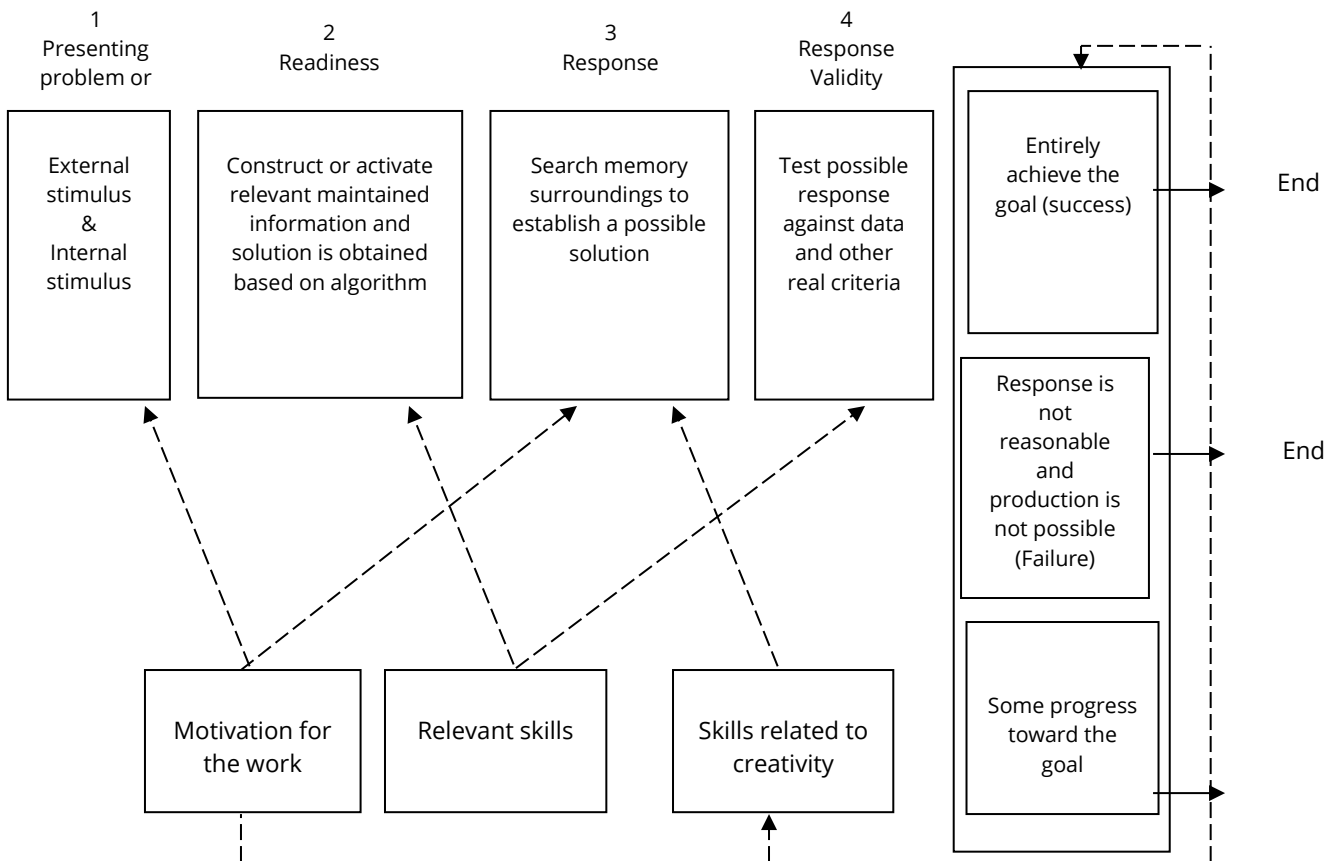 1
Presenting
problem or
2
Readiness
3
Response
4
Response
Validity
External
stimulus
&
Internal
stimulus
Construct or activate
relevant maintained
information and
solution is obtained
based on algorithm
Search memory
surroundings to
establish a possible
solution
Test possible
response
against data
and other
real criteria
Entirely
achieve the
goal (success)
End
Response is
not
reasonable
and
production is
not possible
(Failure)
End
Some progress
toward the
goal
Motivation for
the work
Relevant skills
Skills related to
creativity